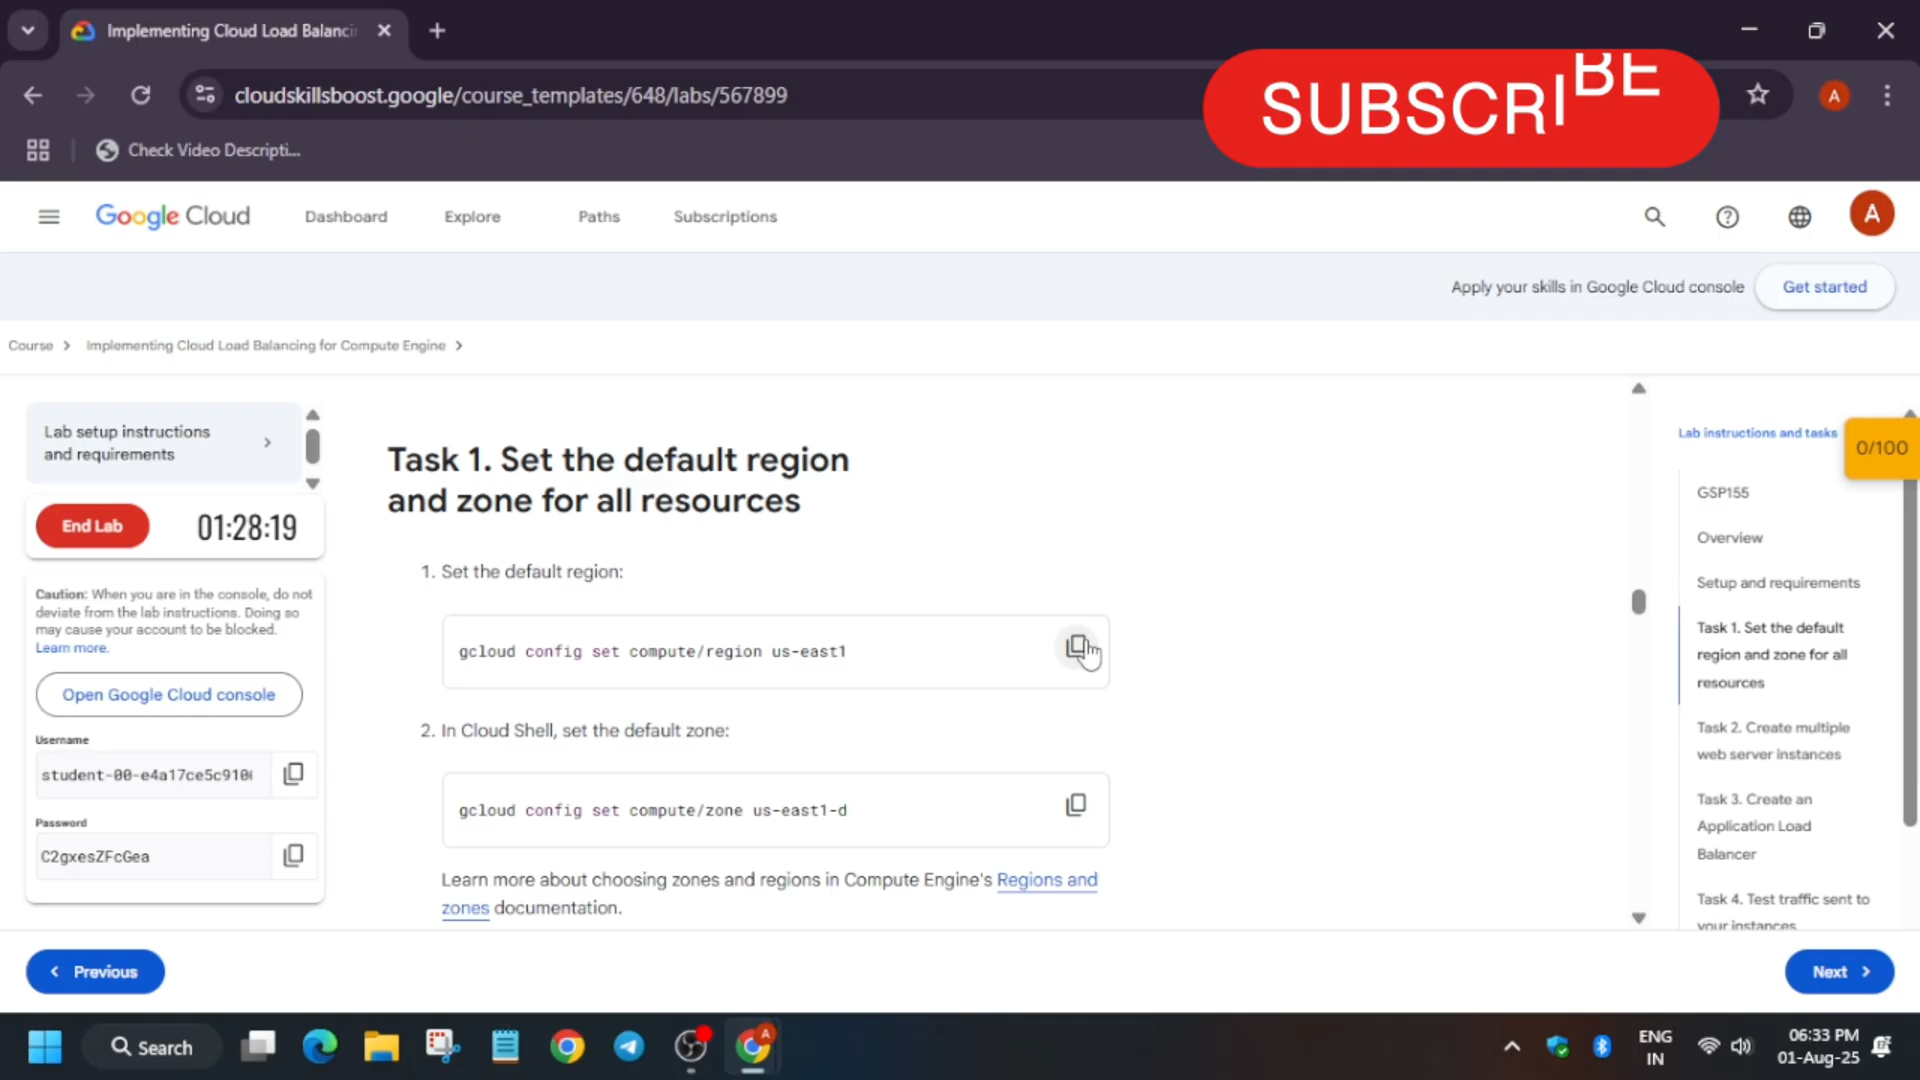 Implementing Cloud Load Balancin
cloudskillsboost.google/course_templates/648/labs/567899
SUBSCRIBE
A
Check Video Descripti...
Google Cloud
Dashboard
Explore
Paths
Subscriptions
A
Apply your skills in Google Cloud console
Get started
Course
Implementing Cloud Load Balancing for Compute Engine
Lab setup instructions
and requirements
End Lab
01:28:19
Caution: When you are in the console, do not
deviate from the lab instructions. Doing so
may cause your account to be blocked.
Learn more.
Open Google Cloud console
Username
student-00-e4a17ce5c910
Password
C2gxesZFcGea
Task 1. Set the default region
and zone for all resources
1. Set the default region:
gcloud config set compute/region us-east1
2. In Cloud Shell, set the default zone:
gcloud config set compute/zone us-east1-d
Learn more about choosing zones and regions in Compute Engine's Regions and
zones documentation.
Lab instructions and tasks
0/100
GSP155
Overview
Setup and requirements
Task 1. Set the default
region and zone for all
resources
Task 2. Create multiple
web server instances
Task 3. Create an
Application Load
Balancer
Task 4. Test traffic sent to
your instances
Previous
Next
Search
A
ENG
IN
06:33 PM
01-Aug-25